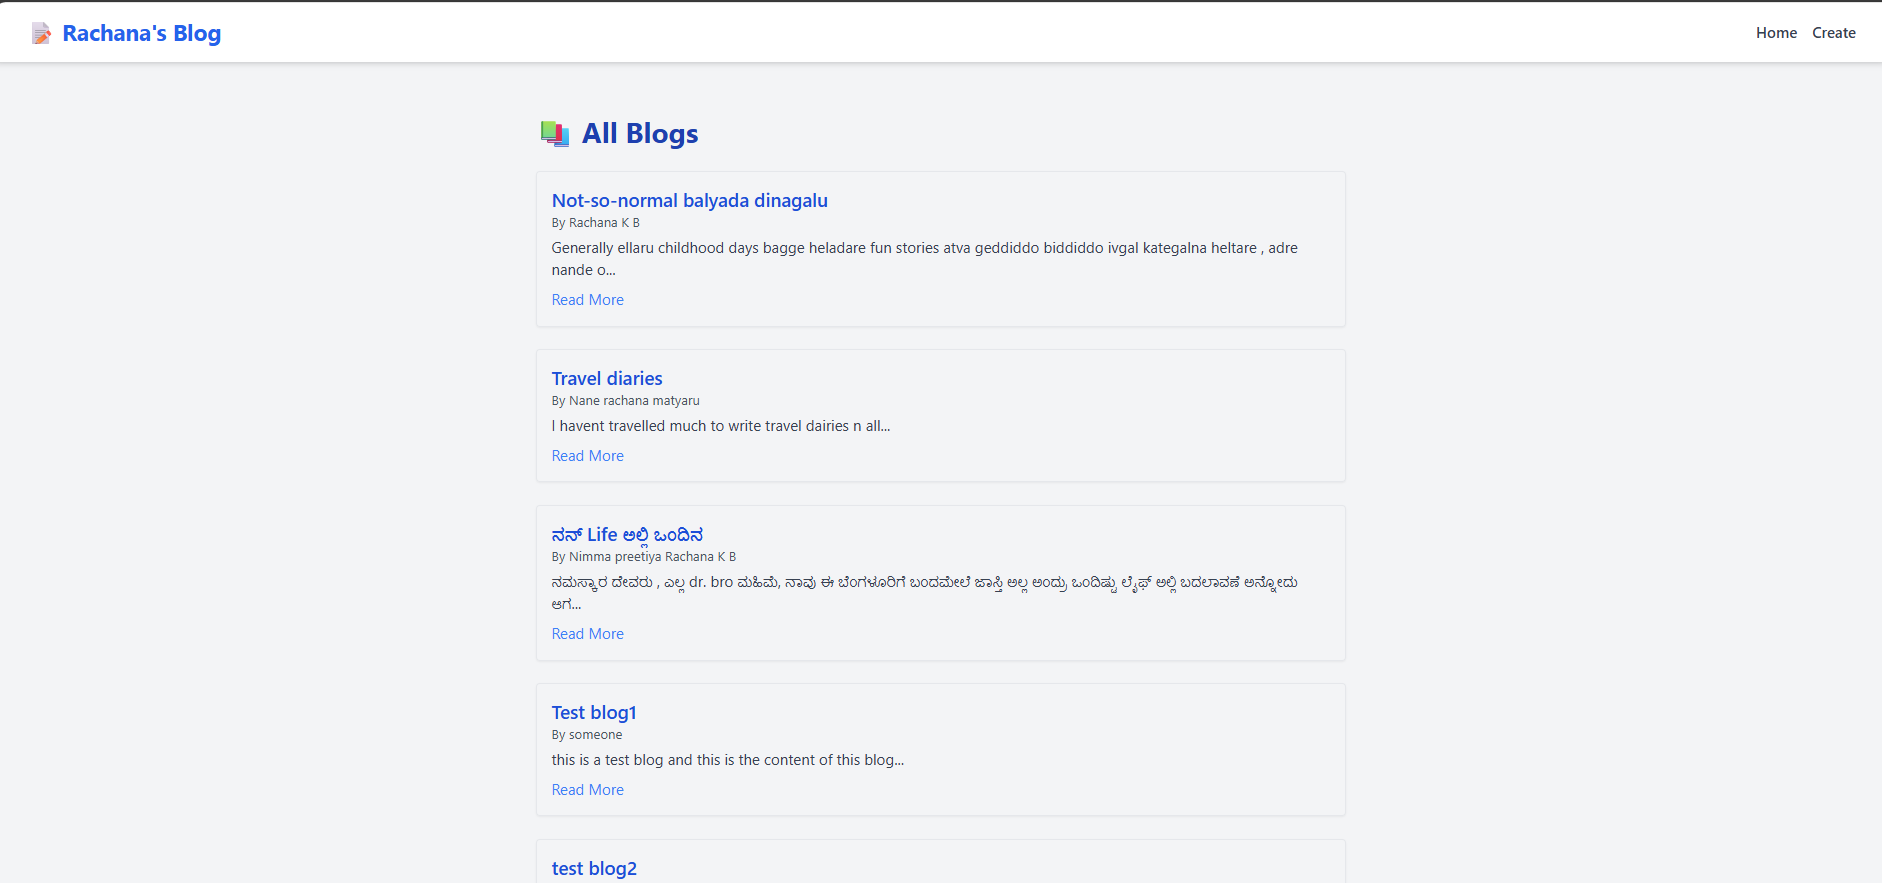 Rachana's Blog
Home Create
All Blogs
Not-so-normal balyada dinagalu
By Rachana K B
Generally ellaru childhood days bagge heladare fun stories atva geddiddo biddiddo ivgal kategalna heltare , adre
nande o...
Read More
Travel diaries
By Nane rachana matyaru
I havent travelled much to write travel dairies n all...
Read More
ನನ್ Life ಅಲ್ಲಿ ಒಂದಿನ
By Nimma preetiya Rachana K B
ನಮಸ್ಕಾರ ದೇವರು , ಎಲ್ಲ dr. bro ಮಹಿಮೆ, ನಾವು ಈ ಬೆಂಗಳೂರಿಗೆ ಬಂದಮೇಲೆ ಜಾಸ್ತಿ ಅಲ್ಲ ಅಂದ್ರು ಒಂದಿಷ್ಟು ಲೈಫ್ ಅಲ್ಲಿ ಬದಲಾವಣೆ ಅನ್ನೋದು
ಆಗ...
Read More
Test blog1
By someone
this is a test blog and this is the content of this blog...
Read More
test blog2